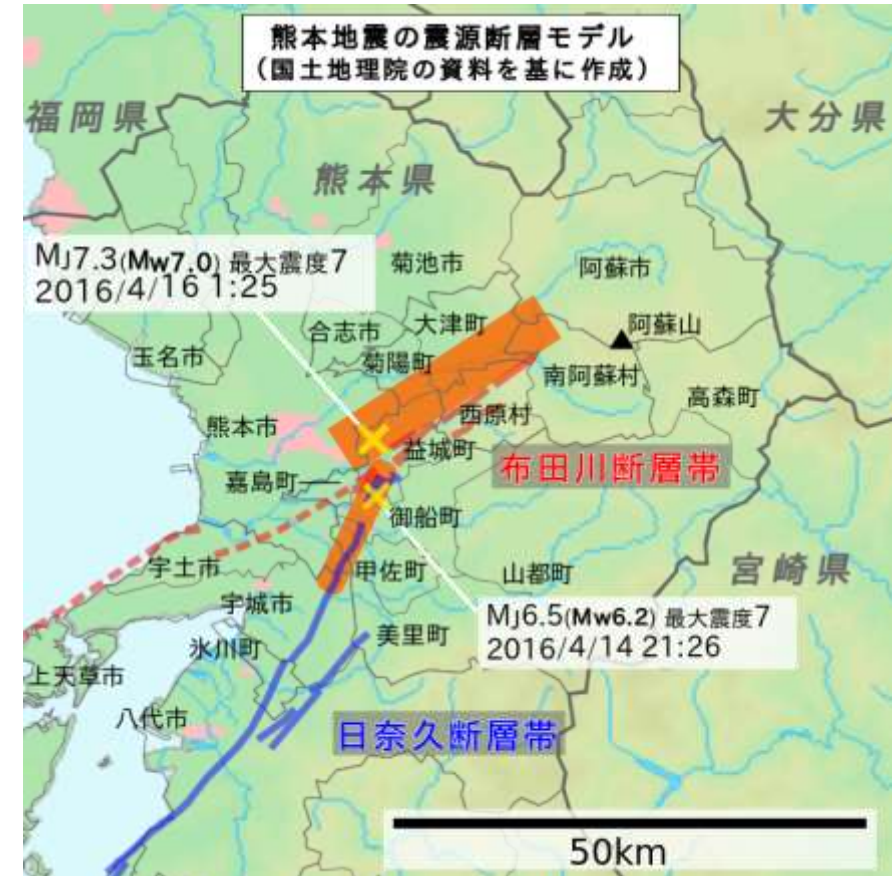 熊本地震の震源断層モデル
（国土地理院の資料を基に作成）
福岡県
大分県
熊本県
MJ7.3(Mw7.0) 最大震度7
2016/4/16 1:25
菊池市
阿蘇市
合志市
大津町
阿蘇山
玉名市
菊陽町
南阿蘇村
高森町
熊本市
西原村
益城町
布田川断層帯
嘉島町
御船町
宇土市
甲佐町
山都町
宮崎県
宇城市
MJ6.5(Mw6.2) 最大震度7
2016/4/14 21:26
氷川町
美里町
上天草市
八代市
日奈久断層帯
50km